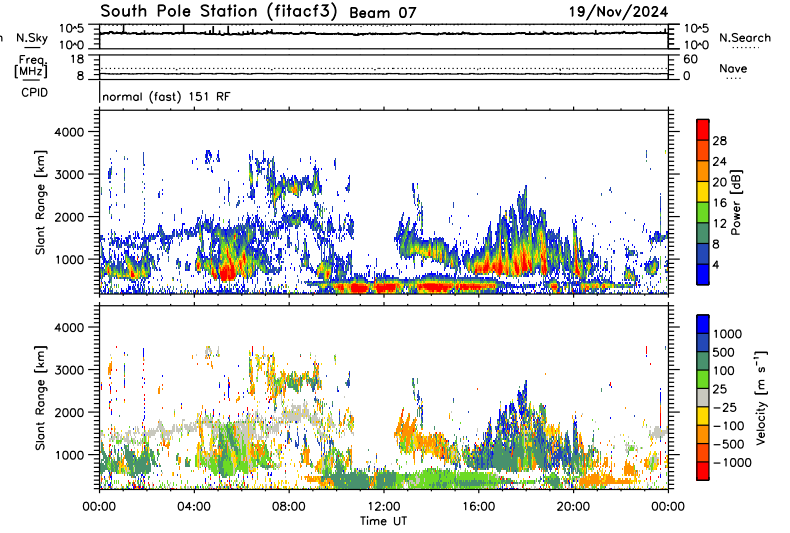 South Pole Station (fitacf3) Beam 07 19/Nov/2024
n N.Sky 10^5 10^0 10^5 10^0 N.Search
Freq. [MHz] 18 8 60 0 Nave
CPID normal (fast) 151 RF
Slant Range [km] 4000 3000 2000 1000
28 24 20 16 12 8 4 Power [dB]
Slant Range [km] 4000 3000 2000 1000
1000 500 100 25 −25 −100 −500 −1000 Velocity [m s⁻¹]
00:00 04:00 08:00 12:00 16:00 20:00 00:00
Time UT